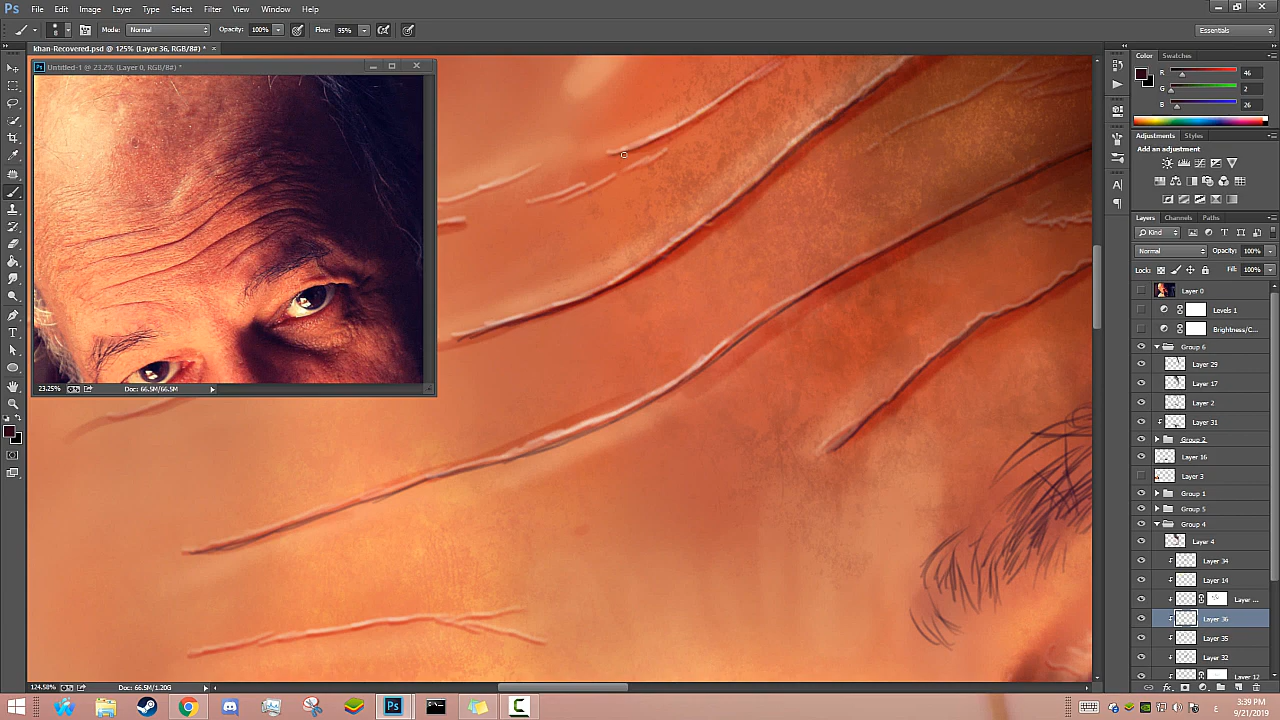 Ps File Edit Image Layer Type Select Filter View Window Help
Mode: Normal Opacity: 100% Flow: 95% Essentials
khan-Recovered.psd @ 125% (Layer 36, RGB/8#) * ×
Untitled-1 @ 23.2% (Layer 0, RGB/8#) *
23.25% Doc: 66.5M/66.5M
124.58% Doc: 66.5M/1.20G
Color Swatches
R 46
G 2
B 26
Adjustments Styles
Add an adjustment
Layers Channels Paths
Kind
Normal Opacity: 100%
Lock: Fill: 100%
Layer 0
Levels 1
Brightness/C...
Group 6
Layer 29
Layer 17
Layer 2
Layer 31
Group 2
Layer 16
Layer 3
Group 1
Group 5
Group 4
Layer 4
Layer 34
Layer 14
Layer ...
Layer 36
Layer 35
Layer 32
Layer 12
3:39 PM
9/21/2019